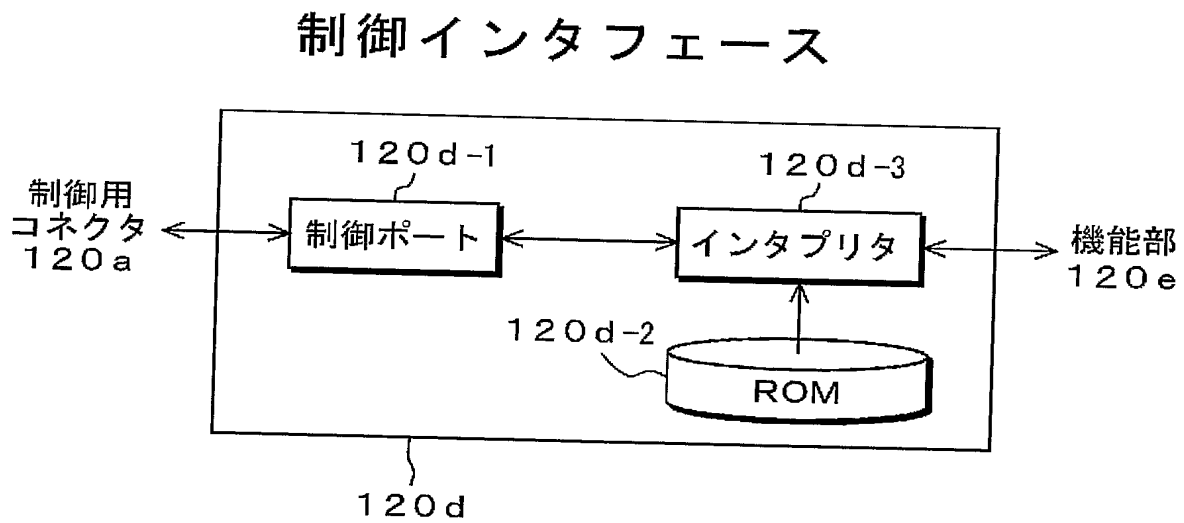 制御インタフェース
120d-1
120d-3
制御用
コネクタ
120a
制御ポート
インタプリタ
機能部
120e
120d-2
ROM
120d